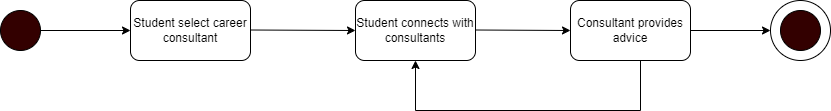 Student select career
consultant
Student connects with
consultants
Consultant provides
advice